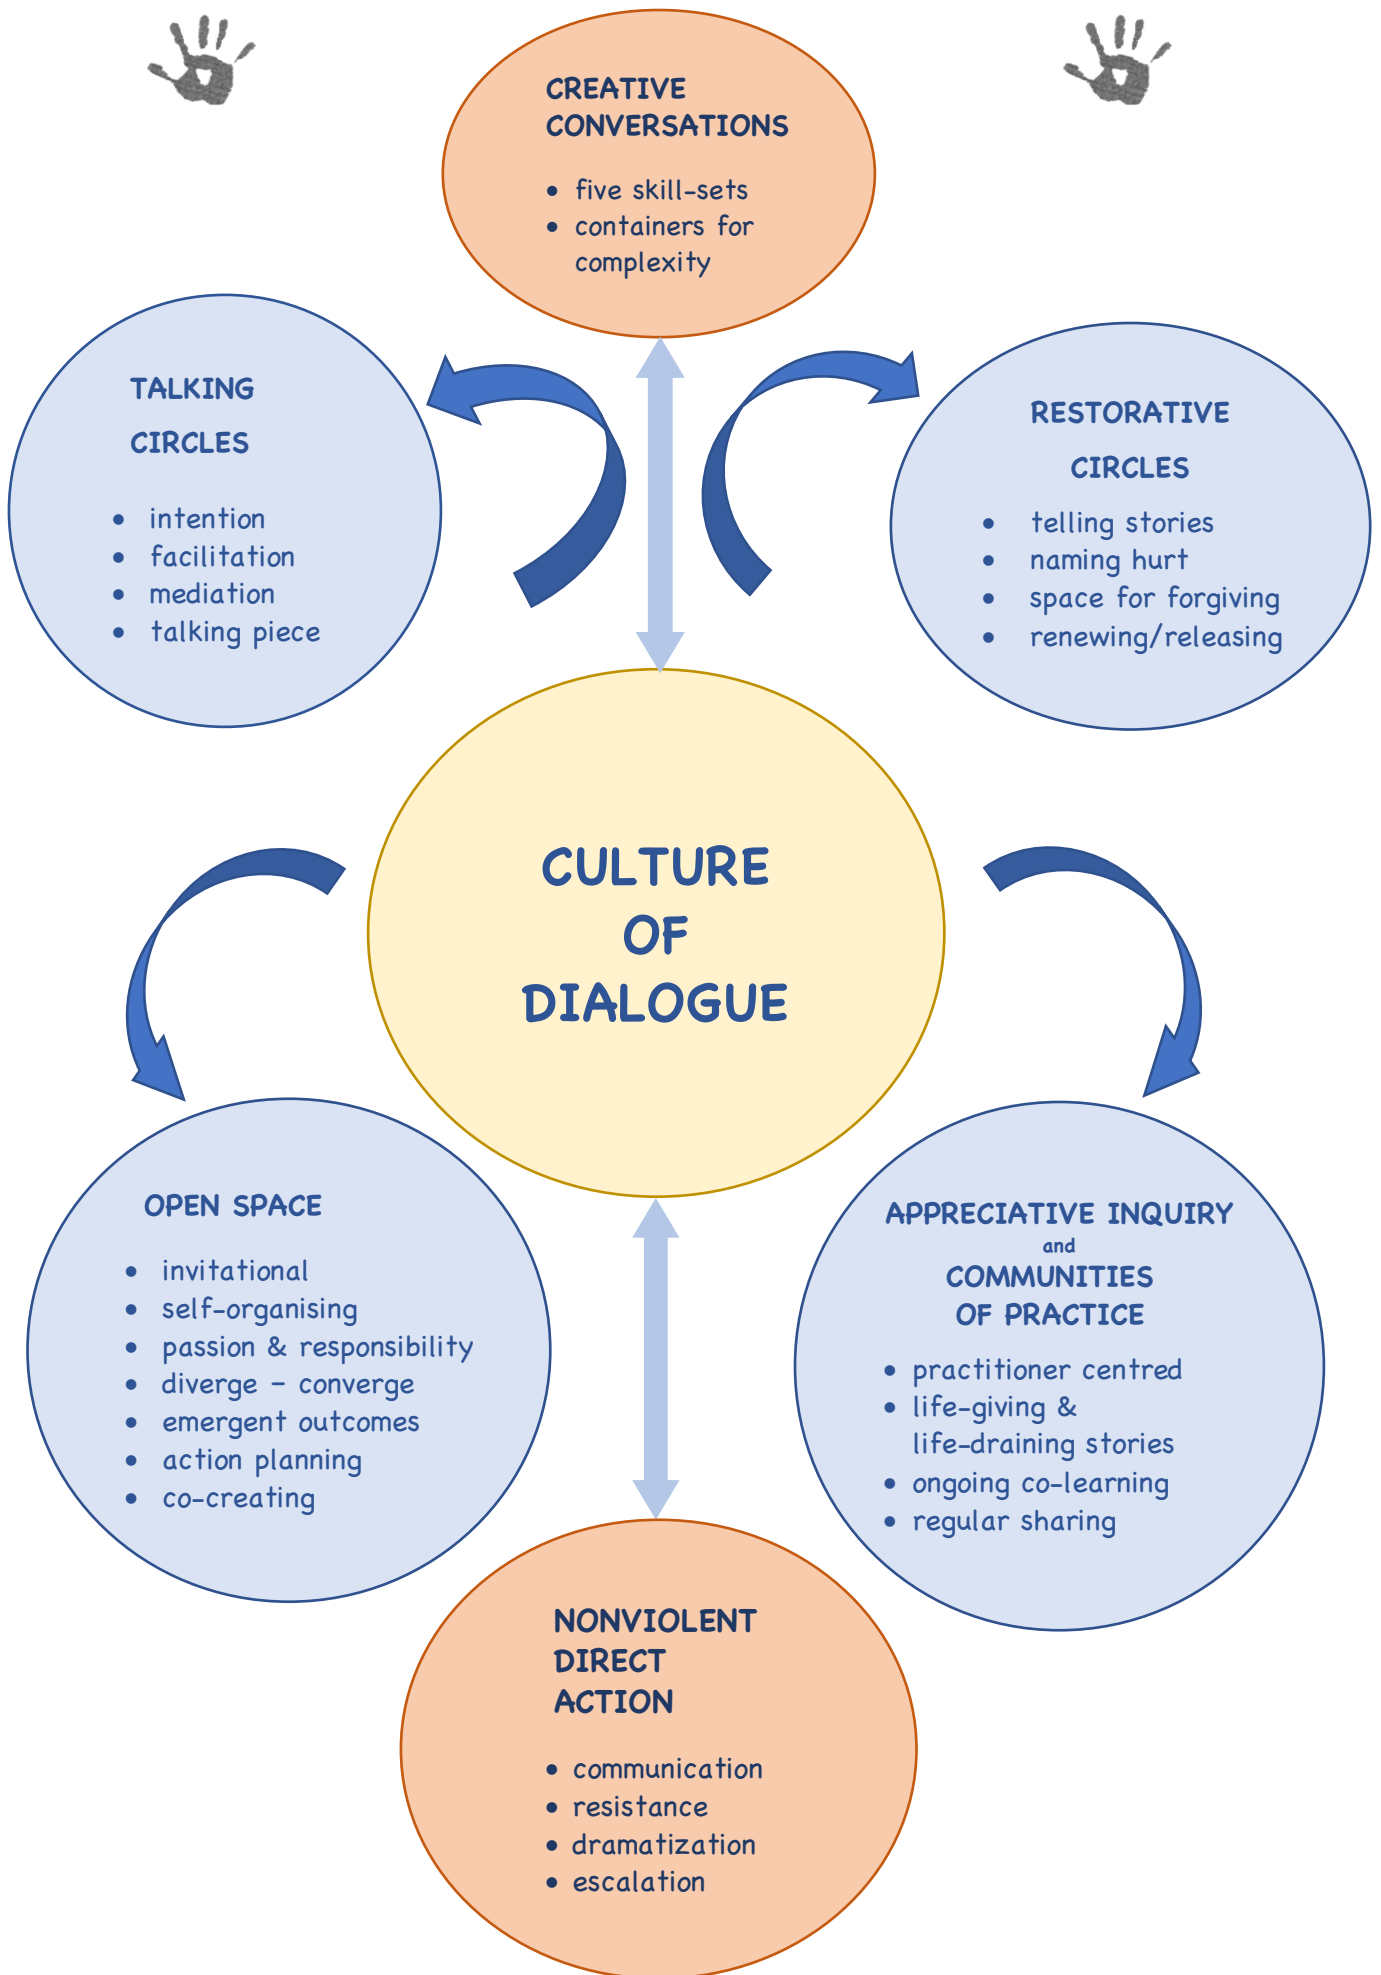 CREATIVE
CONVERSATIONS
• five skill-sets
• containers for
complexity
TALKING
CIRCLES
• intention
• facilitation
• mediation
• talking piece
RESTORATIVE
CIRCLES
• telling stories
• naming hurt
• space for forgiving
• renewing/releasing
CULTURE
OF
DIALOGUE
OPEN SPACE
• invitational
• self-organising
• passion & responsibility
• diverge – converge
• emergent outcomes
• action planning
• co-creating
APPRECIATIVE INQUIRY
and
COMMUNITIES
OF PRACTICE
• practitioner centred
• life-giving &
life-draining stories
• ongoing co-learning
• regular sharing
NONVIOLENT
DIRECT
ACTION
• communication
• resistance
• dramatization
• escalation